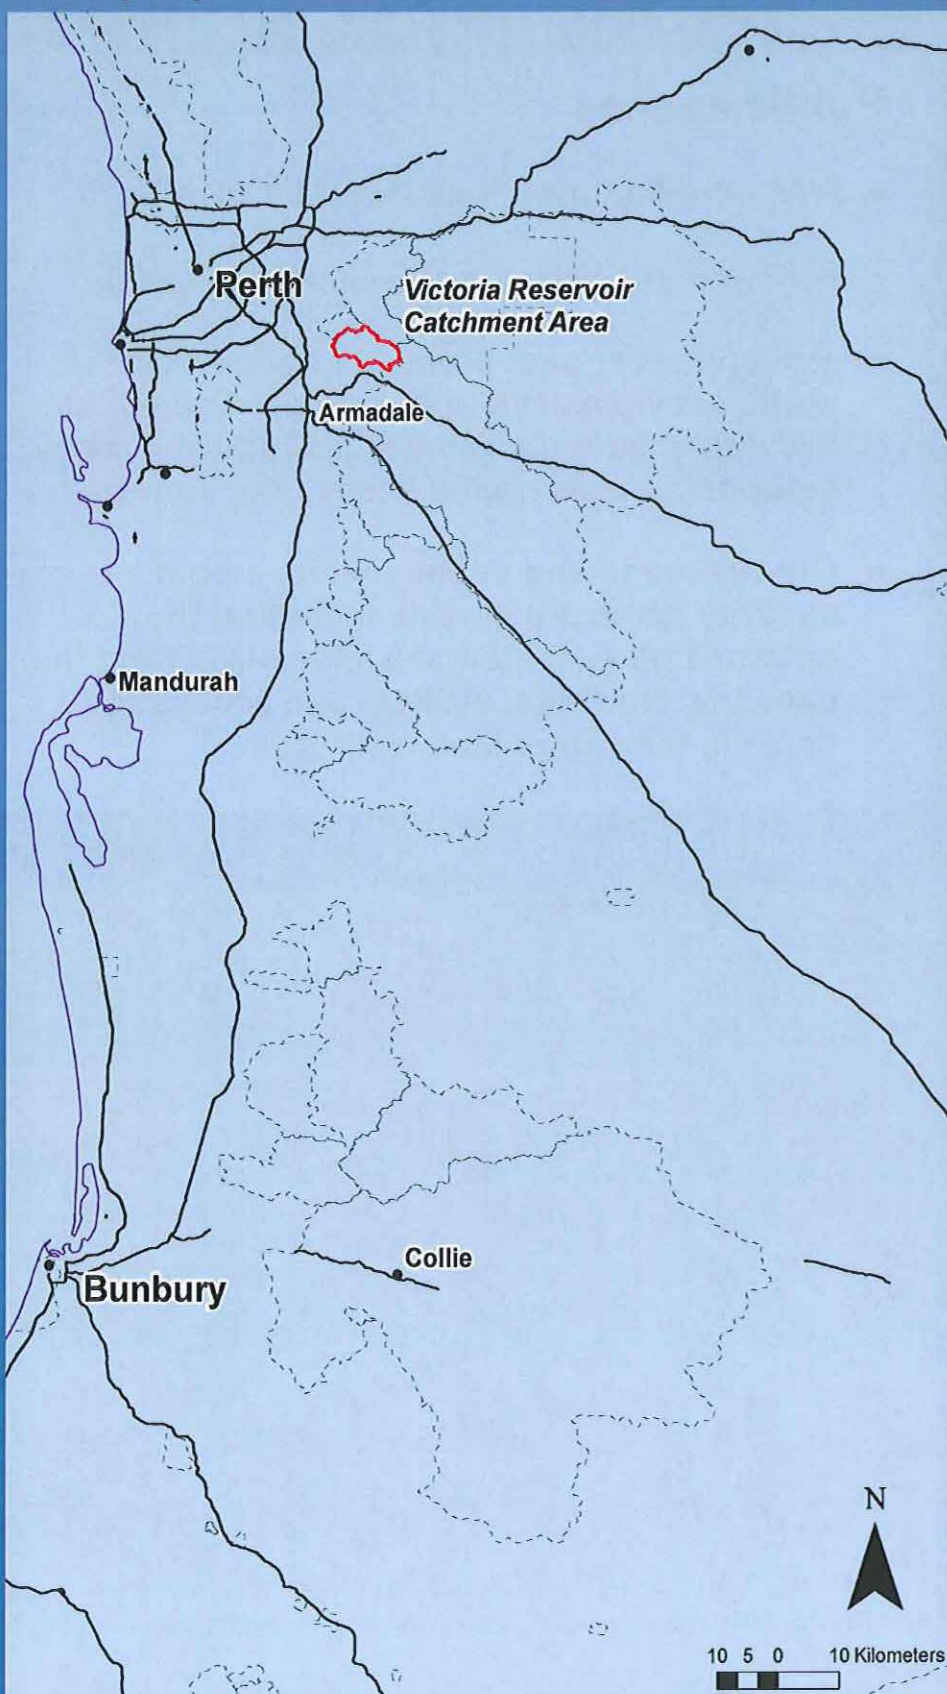 Perth
Victoria Reservoir
Catchment Area
Armadale
Mandurah
Collie
Bunbury
N
10 5 0 10 Kilometers